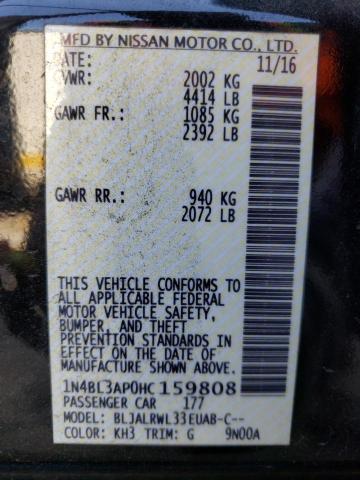 MFD BY NISSAN MOTOR CO., LTD.
DATE: 11/16
GVWR: 2002 KG
4414 LB
GAWR FR.: 1085 KG
2392 LB
GAWR RR.: 940 KG
2072 LB
THIS VEHICLE CONFORMS TO
ALL APPLICABLE FEDERAL
MOTOR VEHICLE SAFETY,
BUMPER, AND THEFT
PREVENTION STANDARDS
IN EFFECT ON THE DATE OF
MANUFACTURE SHOWN ABOVE.
1N4BL3AP0HC159808
PASSENGER CAR 177
MODEL: BLJALRWL33EUAB-C--
COLOR: KH3 TRIM: G 9N00A